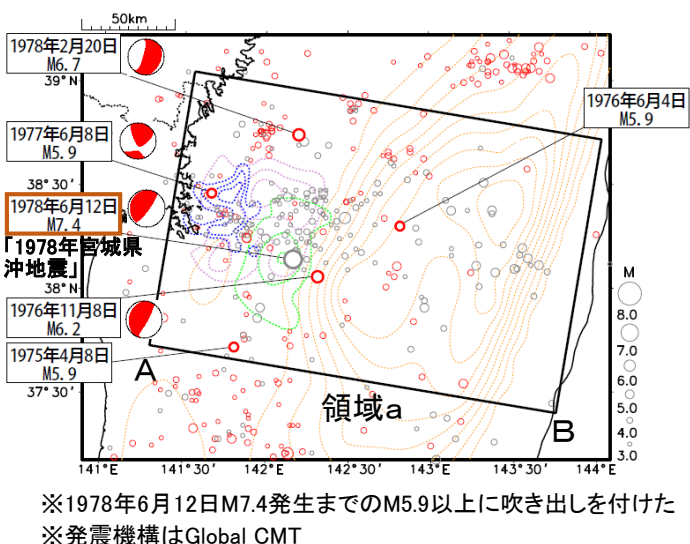 50km
1978年2月20日
M6.7
39°N
1976年6月4日
M5.9
1977年6月8日
M5.9
38°30′
1978年6月12日
M7.4
「1978年宮城県
沖地震」
38°N
M
8.0
7.0
6.0
5.0
4.0
3.0
1976年11月8日
M6.2
1975年4月8日
M5.9
37°30′
A
領域a
B
141°E
141°30′
142°E
142°30′
143°E
143°30′
144°E
※1978年6月12日M7.4発生までのM5.9以上に吹き出しを付けた
※発震機構はGlobal CMT